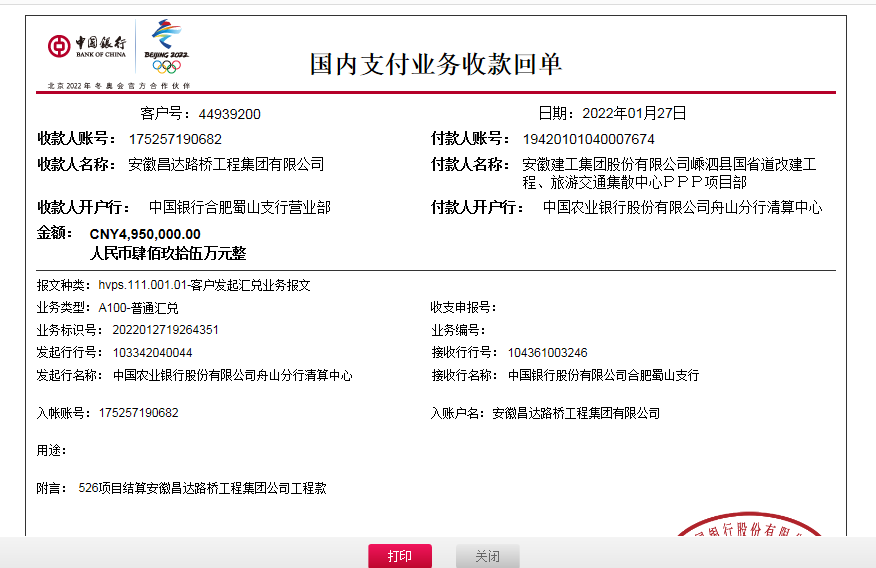 中国银行
BANK OF CHINA
BEIJING 2022
北京2022年冬奥会官方合作伙伴
国内支付业务收款回单
客户号：44939200
日期：2022年01月27日
收款人账号：175257190682
付款人账号：19420101040007674
收款人名称：安徽昌达路桥工程集团有限公司
付款人名称：安徽建工集团股份有限公司嵊泗县国省道改建工
程、旅游交通集散中心ＰＰＰ项目部
收款人开户行：中国银行合肥蜀山支行营业部
付款人开户行：中国农业银行股份有限公司舟山分行清算中心
金额：CNY4,950,000.00
人民币肆佰玖拾伍万元整
报文种类：hvps.111.001.01-客户发起汇兑业务报文
业务类型：A100-普通汇兑
收支申报号：
业务标识号：2022012719264351
业务编号：
发起行行号：103342040044
接收行行号：104361003246
发起行名称：中国农业银行股份有限公司舟山分行清算中心
接收行名称：中国银行股份有限公司合肥蜀山支行
入帐账号：175257190682
入账户名：安徽昌达路桥工程集团有限公司
用途：
附言：526项目结算安徽昌达路桥工程集团公司工程款
银行股份有限
打印
关闭